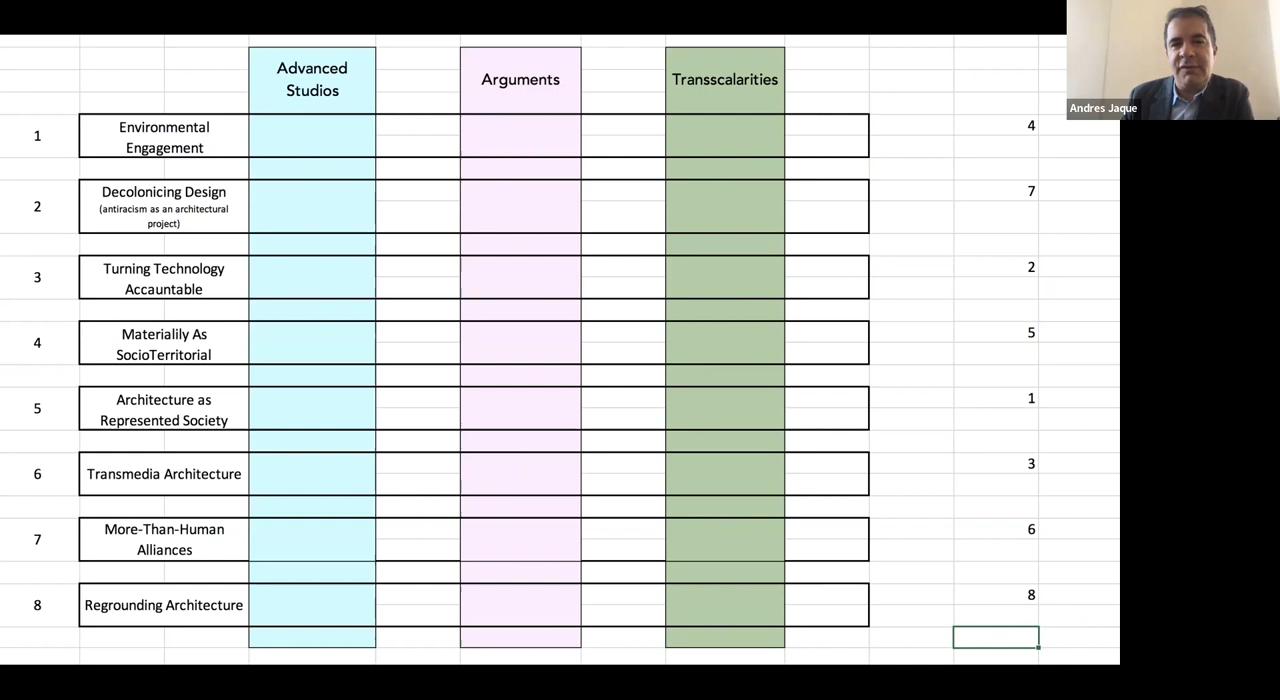 Advanced
Studios
Arguments
Transscalarities
Andres Jaque
1
Environmental
Engagement
4
2
Decolonicing Design
(antiracism as an architectural
project)
7
3
Turning Technology
Accauntable
2
4
Materialily As
SocioTerritorial
5
5
Architecture as
Represented Society
1
6
Transmedia Architecture
3
7
More-Than-Human
Alliances
6
8
Regrounding Architecture
8